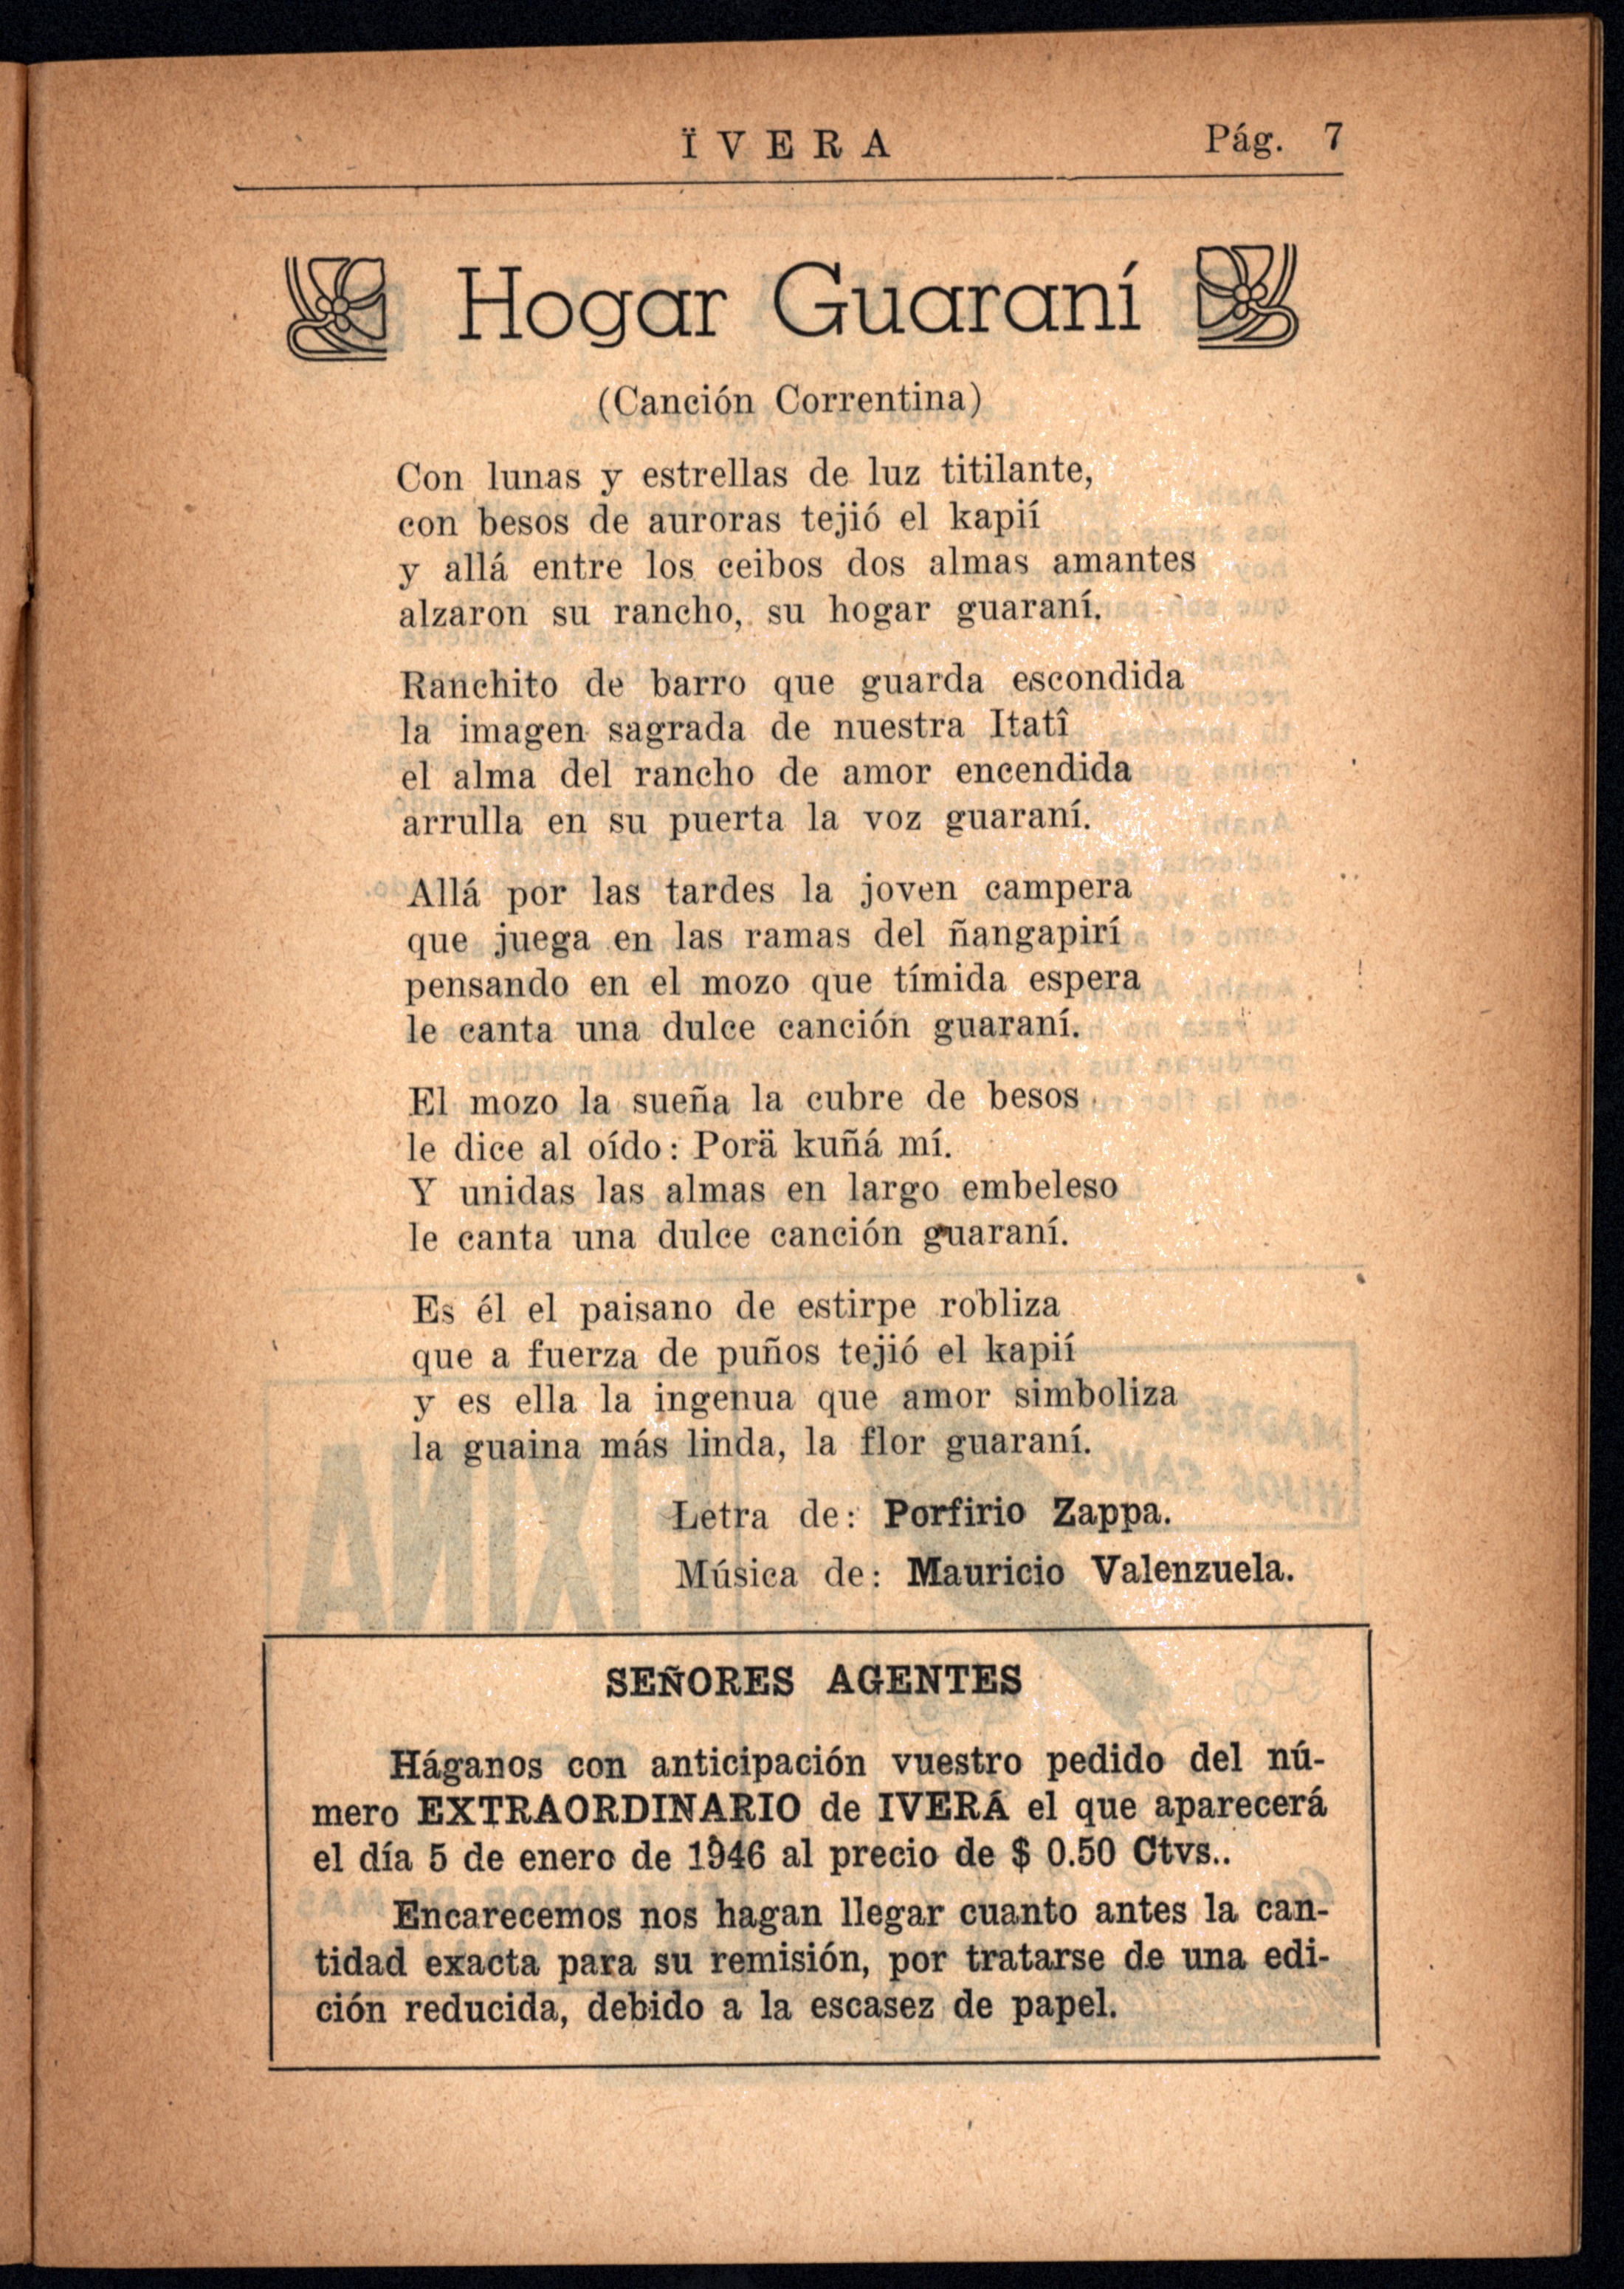 ÏVERA Pág. 7
Hogar Guaraní
(Canción Correntina)
Con lunas y estrellas de luz titilante,
con besos de auroras tejió el kapií
y allá entre los ceibos dos almas amantes
alzaron su rancho, su hogar guaraní.
Ranchito de barro que guarda escondida
la imagen sagrada de nuestra Itatî
el alma del rancho de amor encendida
arrulla en su puerta la voz guaraní.
Allá por las tardes la joven campera
que juega en las ramas del ñangapirí
pensando en el mozo que tímida espera
le canta una dulce canción guaraní.
El mozo la sueña la cubre de besos
le dice al oído: Porä kuñá mí.
Y unidas las almas en largo embeleso
le canta una dulce canción guaraní.
Es él el paisano de estirpe robliza
que a fuerza de puños tejió el kapií
y es ella la ingenua que amor simboliza
la guaina más linda, la flor guaraní.
Letra de: Porfirio Zappa.
Música de: Mauricio Valenzuela.
SEÑORES AGENTES
Háganos con anticipación vuestro pedido del nú-
mero EXTRAORDINARIO de IVERÁ el que aparecerá
el día 5 de enero de 1946 al precio de $ 0.50 Ctvs..
Encarecemos nos hagan llegar cuanto antes la can-
tidad exacta para su remisión, por tratarse de una edi-
ción reducida, debido a la escasez de papel.